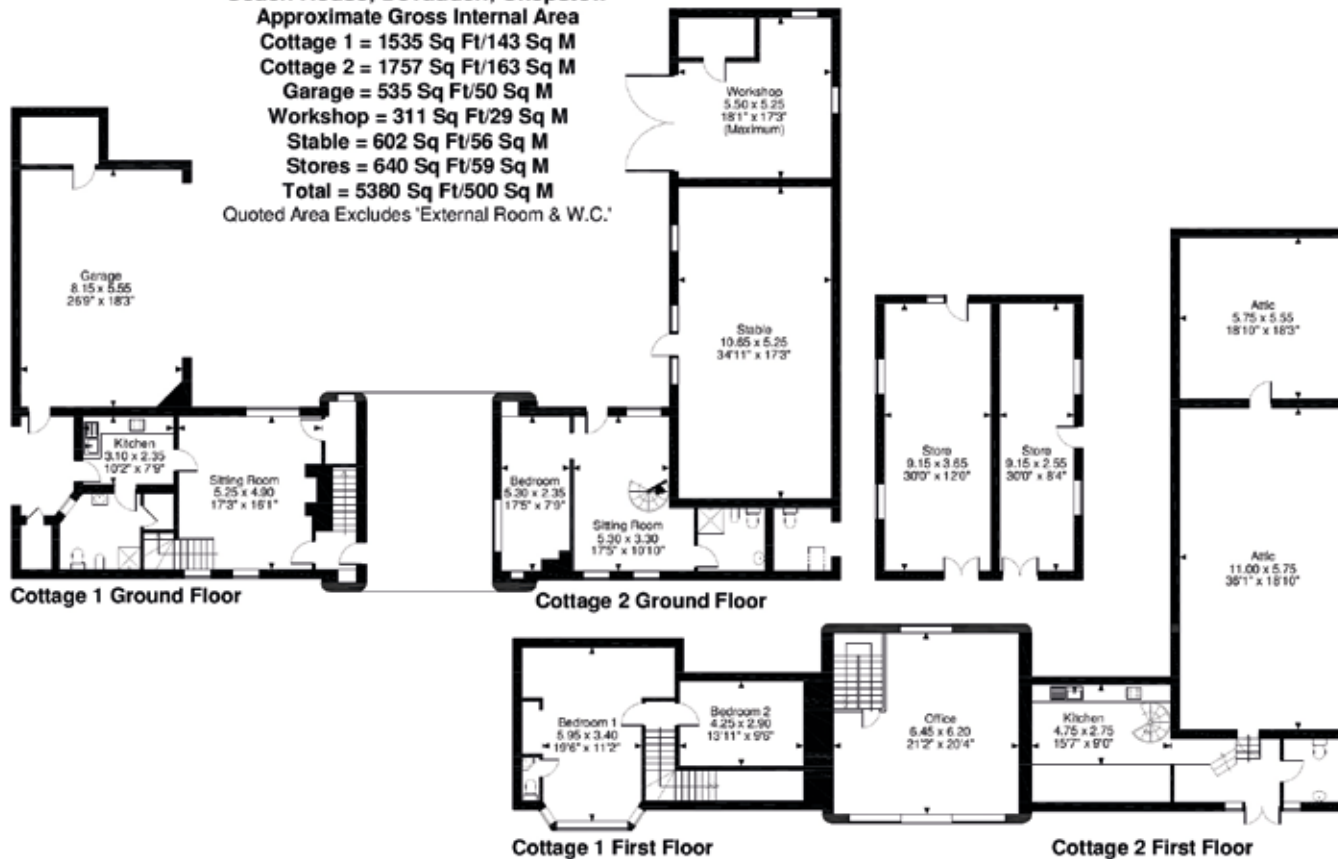 Approximate Gross Internal Area
Cottage 1 = 1535 Sq Ft/143 Sq M
Cottage 2 = 1757 Sq Ft/163 Sq M
Garage = 535 Sq Ft/50 Sq M
Workshop = 311 Sq Ft/29 Sq M
Stable = 602 Sq Ft/56 Sq M
Stores = 640 Sq Ft/59 Sq M
Total = 5380 Sq Ft/500 Sq M
Quoted Area Excludes 'External Room & W.C.'
Workshop
5.50 x 5.25
18'1" x 17'3"
(Maximum)
Garage
8.15 x 5.55
26'9" x 18'3"
Stable
10.65 x 5.25
34'11" x 17'3"
Attic
5.75 x 5.55
18'10" x 18'3"
Kitchen
3.10 x 2.35
10'2" x 7'9"
Sitting Room
5.25 x 4.90
17'3" x 16'1"
Bedroom
5.30 x 2.35
17'5" x 7'9"
Sitting Room
5.30 x 3.30
17'5" x 10'10"
Store
9.15 x 3.65
30'0" x 12'0"
Store
9.15 x 2.55
30'0" x 8'4"
Attic
11.00 x 5.75
36'1" x 18'10"
Cottage 1 Ground Floor
Cottage 2 Ground Floor
Bedroom 1
5.95 x 3.40
19'6" x 11'2"
Bedroom 2
4.25 x 2.90
13'11" x 9'6"
Office
6.45 x 6.20
21'2" x 20'4"
Kitchen
4.75 x 2.75
15'7" x 9'0"
Cottage 1 First Floor
Cottage 2 First Floor